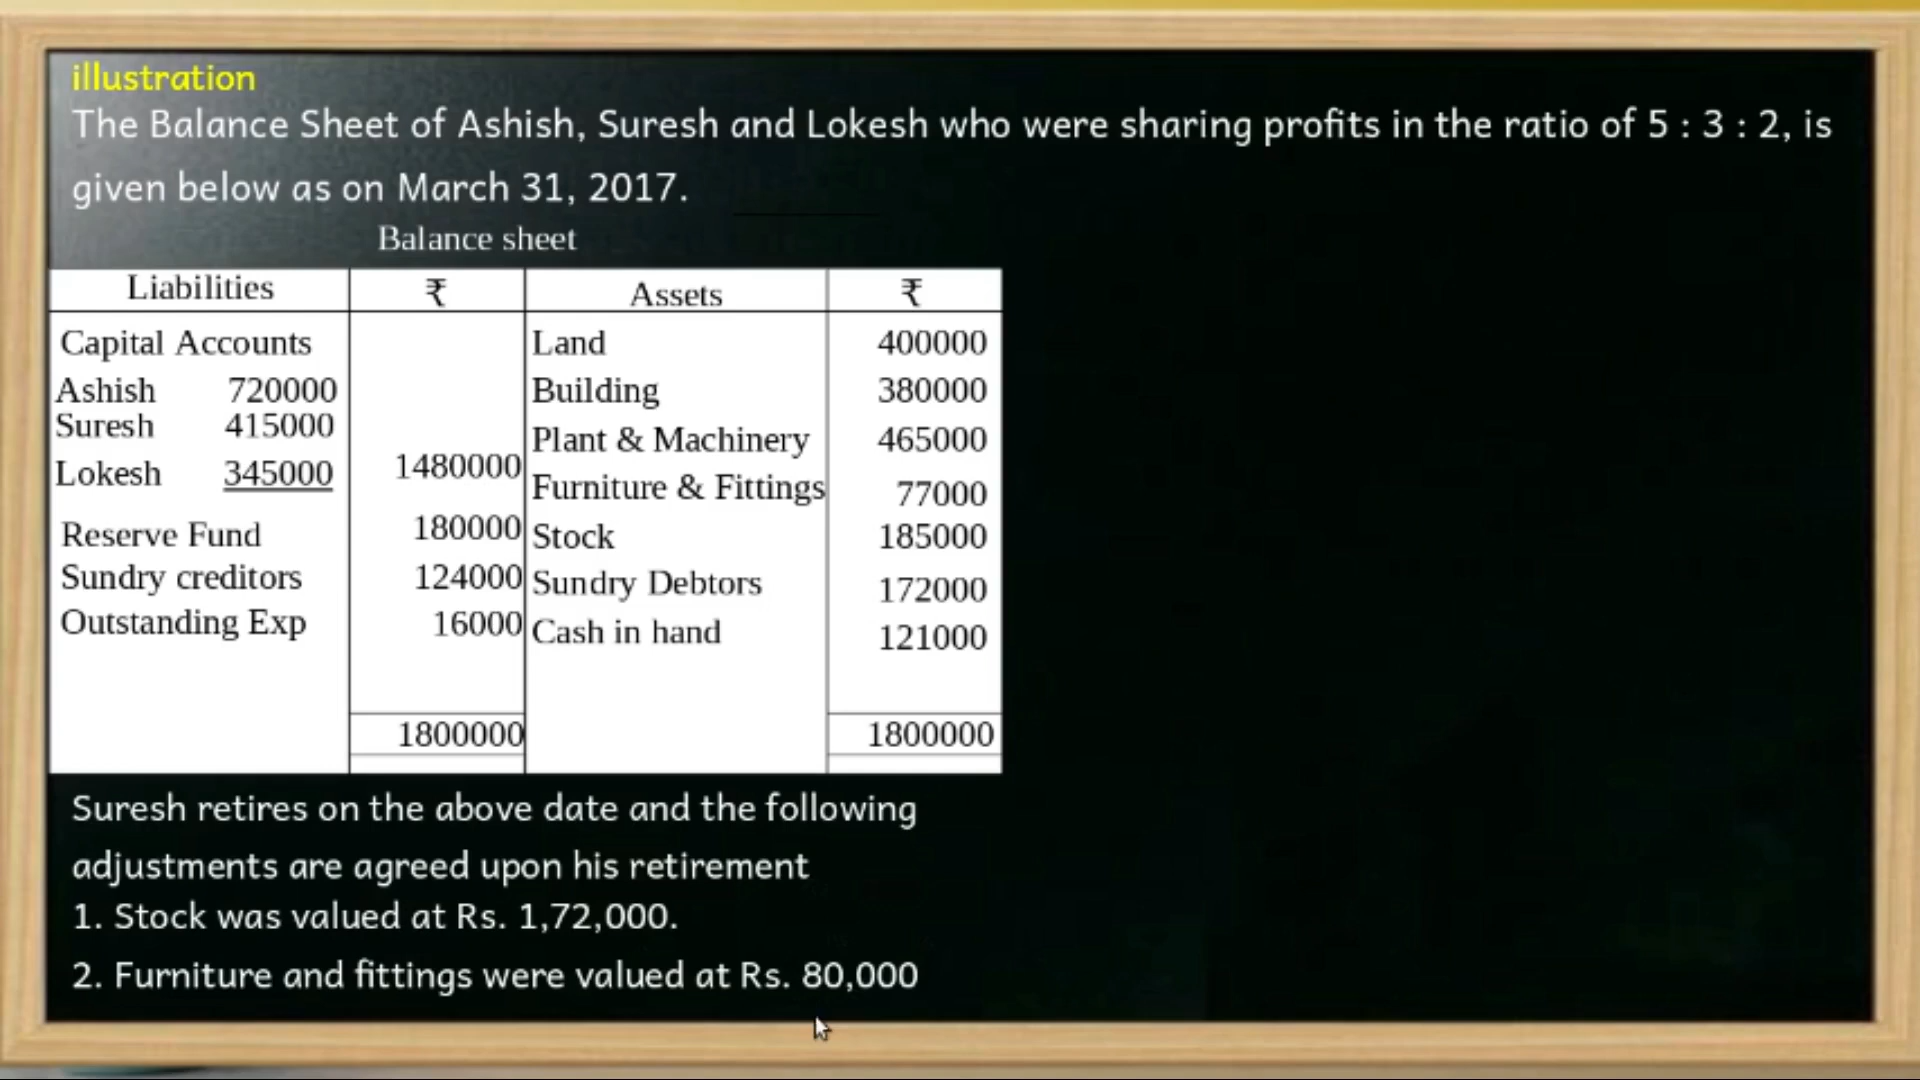 illustration
The Balance Sheet of Ashish, Suresh and Lokesh who were sharing profits in the ratio of 5 : 3 : 2, is
given below as on March 31, 2017.
Balance sheet
Liabilities ₹ Assets ₹
Capital Accounts Land 400000
Ashish 720000 Building 380000
Suresh 415000 Plant & Machinery 465000
Lokesh 345000 1480000 Furniture & Fittings 77000
Reserve Fund 180000 Stock 185000
Sundry creditors 124000 Sundry Debtors 172000
Outstanding Exp 16000 Cash in hand 121000
1800000 1800000
Suresh retires on the above date and the following
adjustments are agreed upon his retirement
1. Stock was valued at Rs. 1,72,000.
2. Furniture and fittings were valued at Rs. 80,000